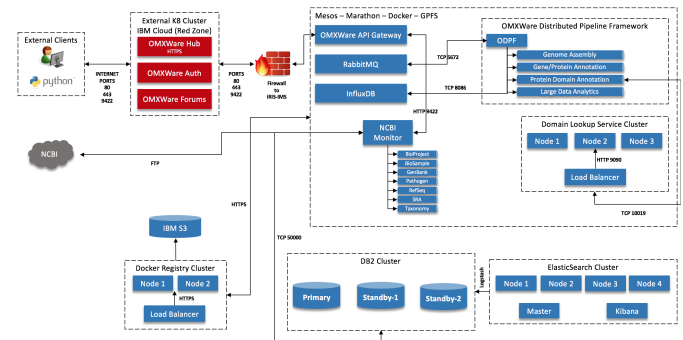 External Clients
python
INTERNET
PORTS
80
443
9422
External K8 Cluster
IBM Cloud (Red Zone)
OMXWare Hub
HTTPS
OMXWare Auth
OMXWare Forums
PORTS
80
443
9422
Firewall
to
IRIS-IMS
Mesos – Marathon – Docker – GPFS
OMXWare API Gateway
RabbitMQ
InfluxDB
TCP 5672
TCP 8086
HTTP 9422
NCBI
Monitor
BioProject
BioSample
GenBank
Pathogen
RefSeq
SRA
Taxonomy
OMXWare Distributed Pipeline Framework
ODPF
Genome Assembly
Gene/Protein Annotation
Protein Domain Annotation
Large Data Analytics
Domain Lookup Service Cluster
Node 1
Node 2
Node 3
HTTP 9090
Load Balancer
TCP 10019
NCBI
FTP
HTTPS
TCP 50000
IBM S3
Docker Registry Cluster
Node 1
Node 2
HTTPS
Load Balancer
DB2 Cluster
Primary
Standby-1
Standby-2
Logstash
ElasticSearch Cluster
Node 1
Node 2
Node 3
Node 4
Master
Kibana